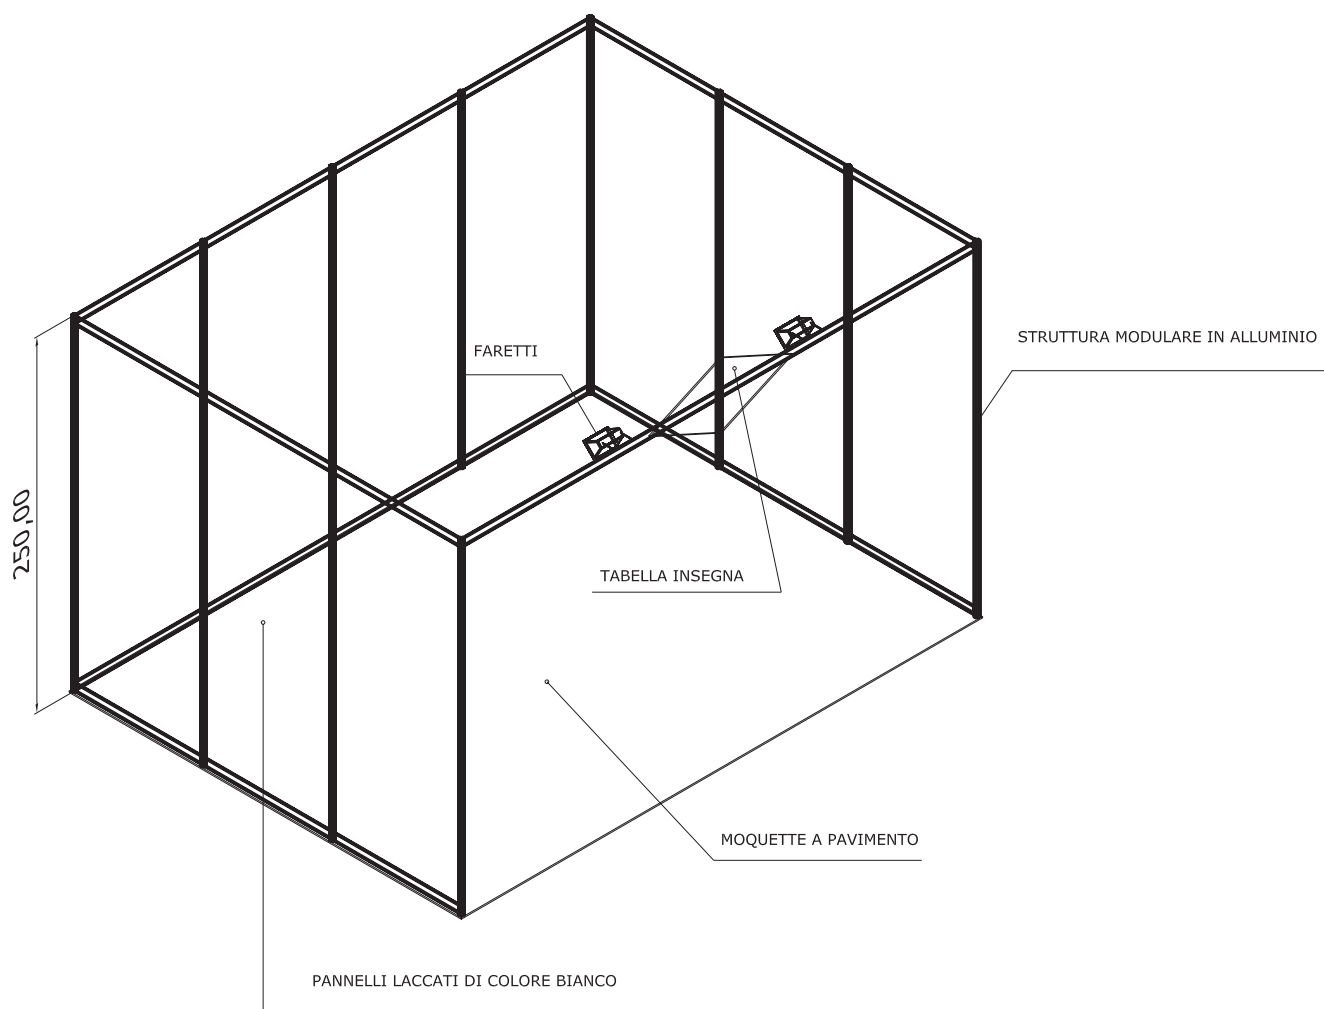 STRUTTURA MODULARE IN ALLUMINIO
FARETTI
250,00
TABELLA INSEGNA
MOQUETTE A PAVIMENTO
PANNELLI LACCATI DI COLORE BIANCO